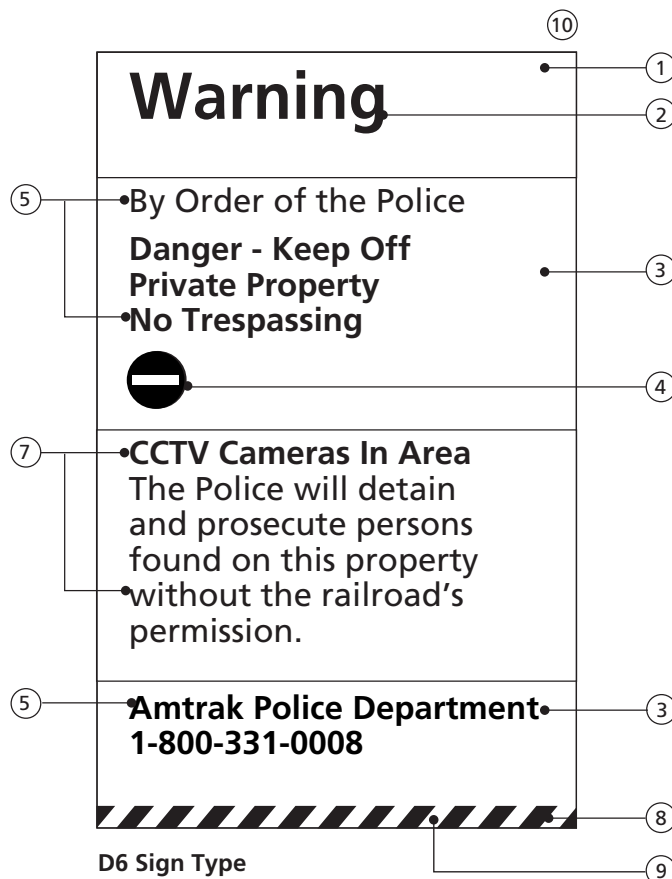 10
1
Warning
2
5
By Order of the Police
Danger - Keep Off
Private Property
3
No Trespassing
4
7
CCTV Cameras In Area
The Police will detain
and prosecute persons
found on this property
without the railroad’s
permission.
5
Amtrak Police Department
3
1-800-331-0008
8
D6 Sign Type
9